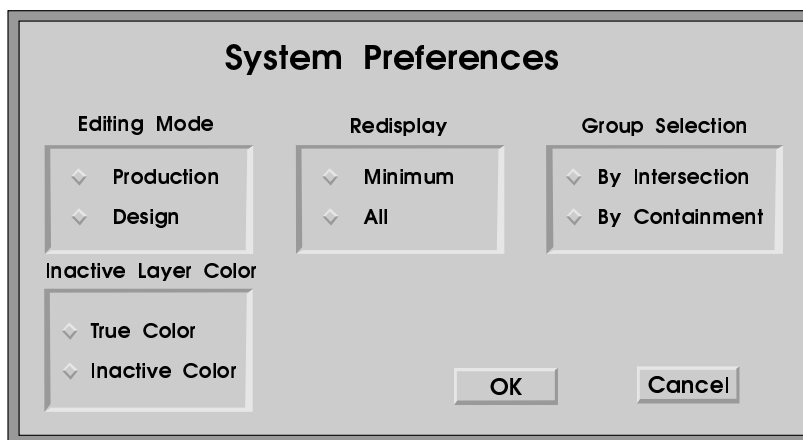 System Preferences
Editing Mode
Production
Design
Redisplay
Minimum
All
Group Selection
By Intersection
By Containment
Inactive Layer Color
True Color
Inactive Color
OK
Cancel